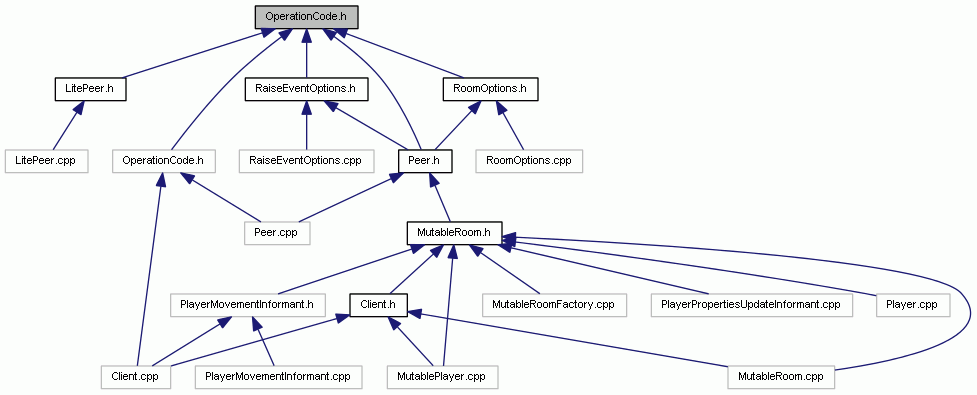 OperationCode.h
LitePeer.h
RaiseEventOptions.h
RoomOptions.h
LitePeer.cpp
OperationCode.h
RaiseEventOptions.cpp
Peer.h
RoomOptions.cpp
Peer.cpp
MutableRoom.h
PlayerMovementInformant.h
Client.h
MutableRoomFactory.cpp
PlayerPropertiesUpdateInformant.cpp
Player.cpp
Client.cpp
PlayerMovementInformant.cpp
MutablePlayer.cpp
MutableRoom.cpp